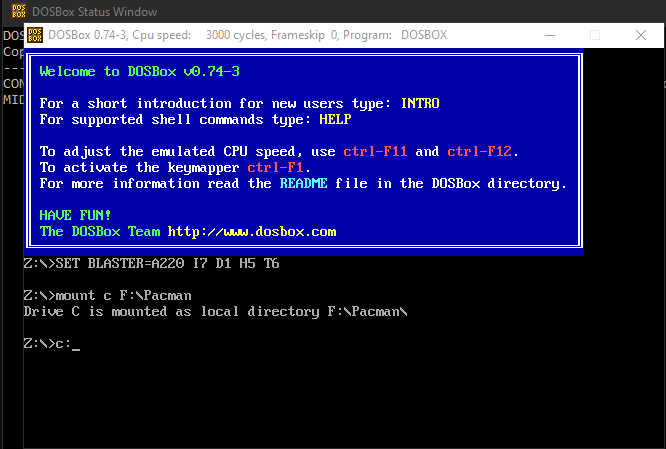 DOSBox Status Window
DOSBox 0.74-3, Cpu speed: 3000 cycles, Frameskip 0, Program: DOSBOX
DOS
Cop
---
CON
MID
Welcome to DOSBox v0.74-3
For a short introduction for new users type: INTRO
For supported shell commands type: HELP
To adjust the emulated CPU speed, use ctrl-F11 and ctrl-F12.
To activate the keymapper ctrl-F1.
For more information read the README file in the DOSBox directory.
HAVE FUN!
The DOSBox Team http://www.dosbox.com
Z:\>SET BLASTER=A220 I7 D1 H5 T6
Z:\>mount c F:\Pacman
Drive C is mounted as local directory F:\Pacman\
Z:\>c:_